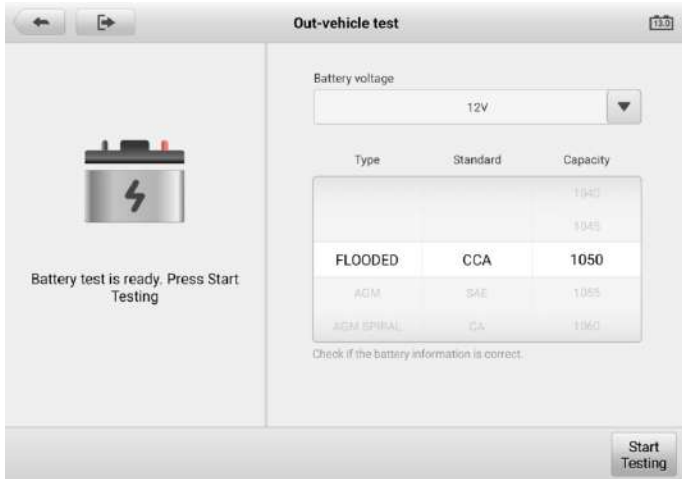 Out-vehicle test
13.0
Battery voltage
12V
Type Standard Capacity
1040
1045
FLOODED CCA 1050
AGM SAE 1055
AGM SPIRAL CA 1060
Check if the battery information is correct.
Battery test is ready. Press Start
Testing
Start
Testing